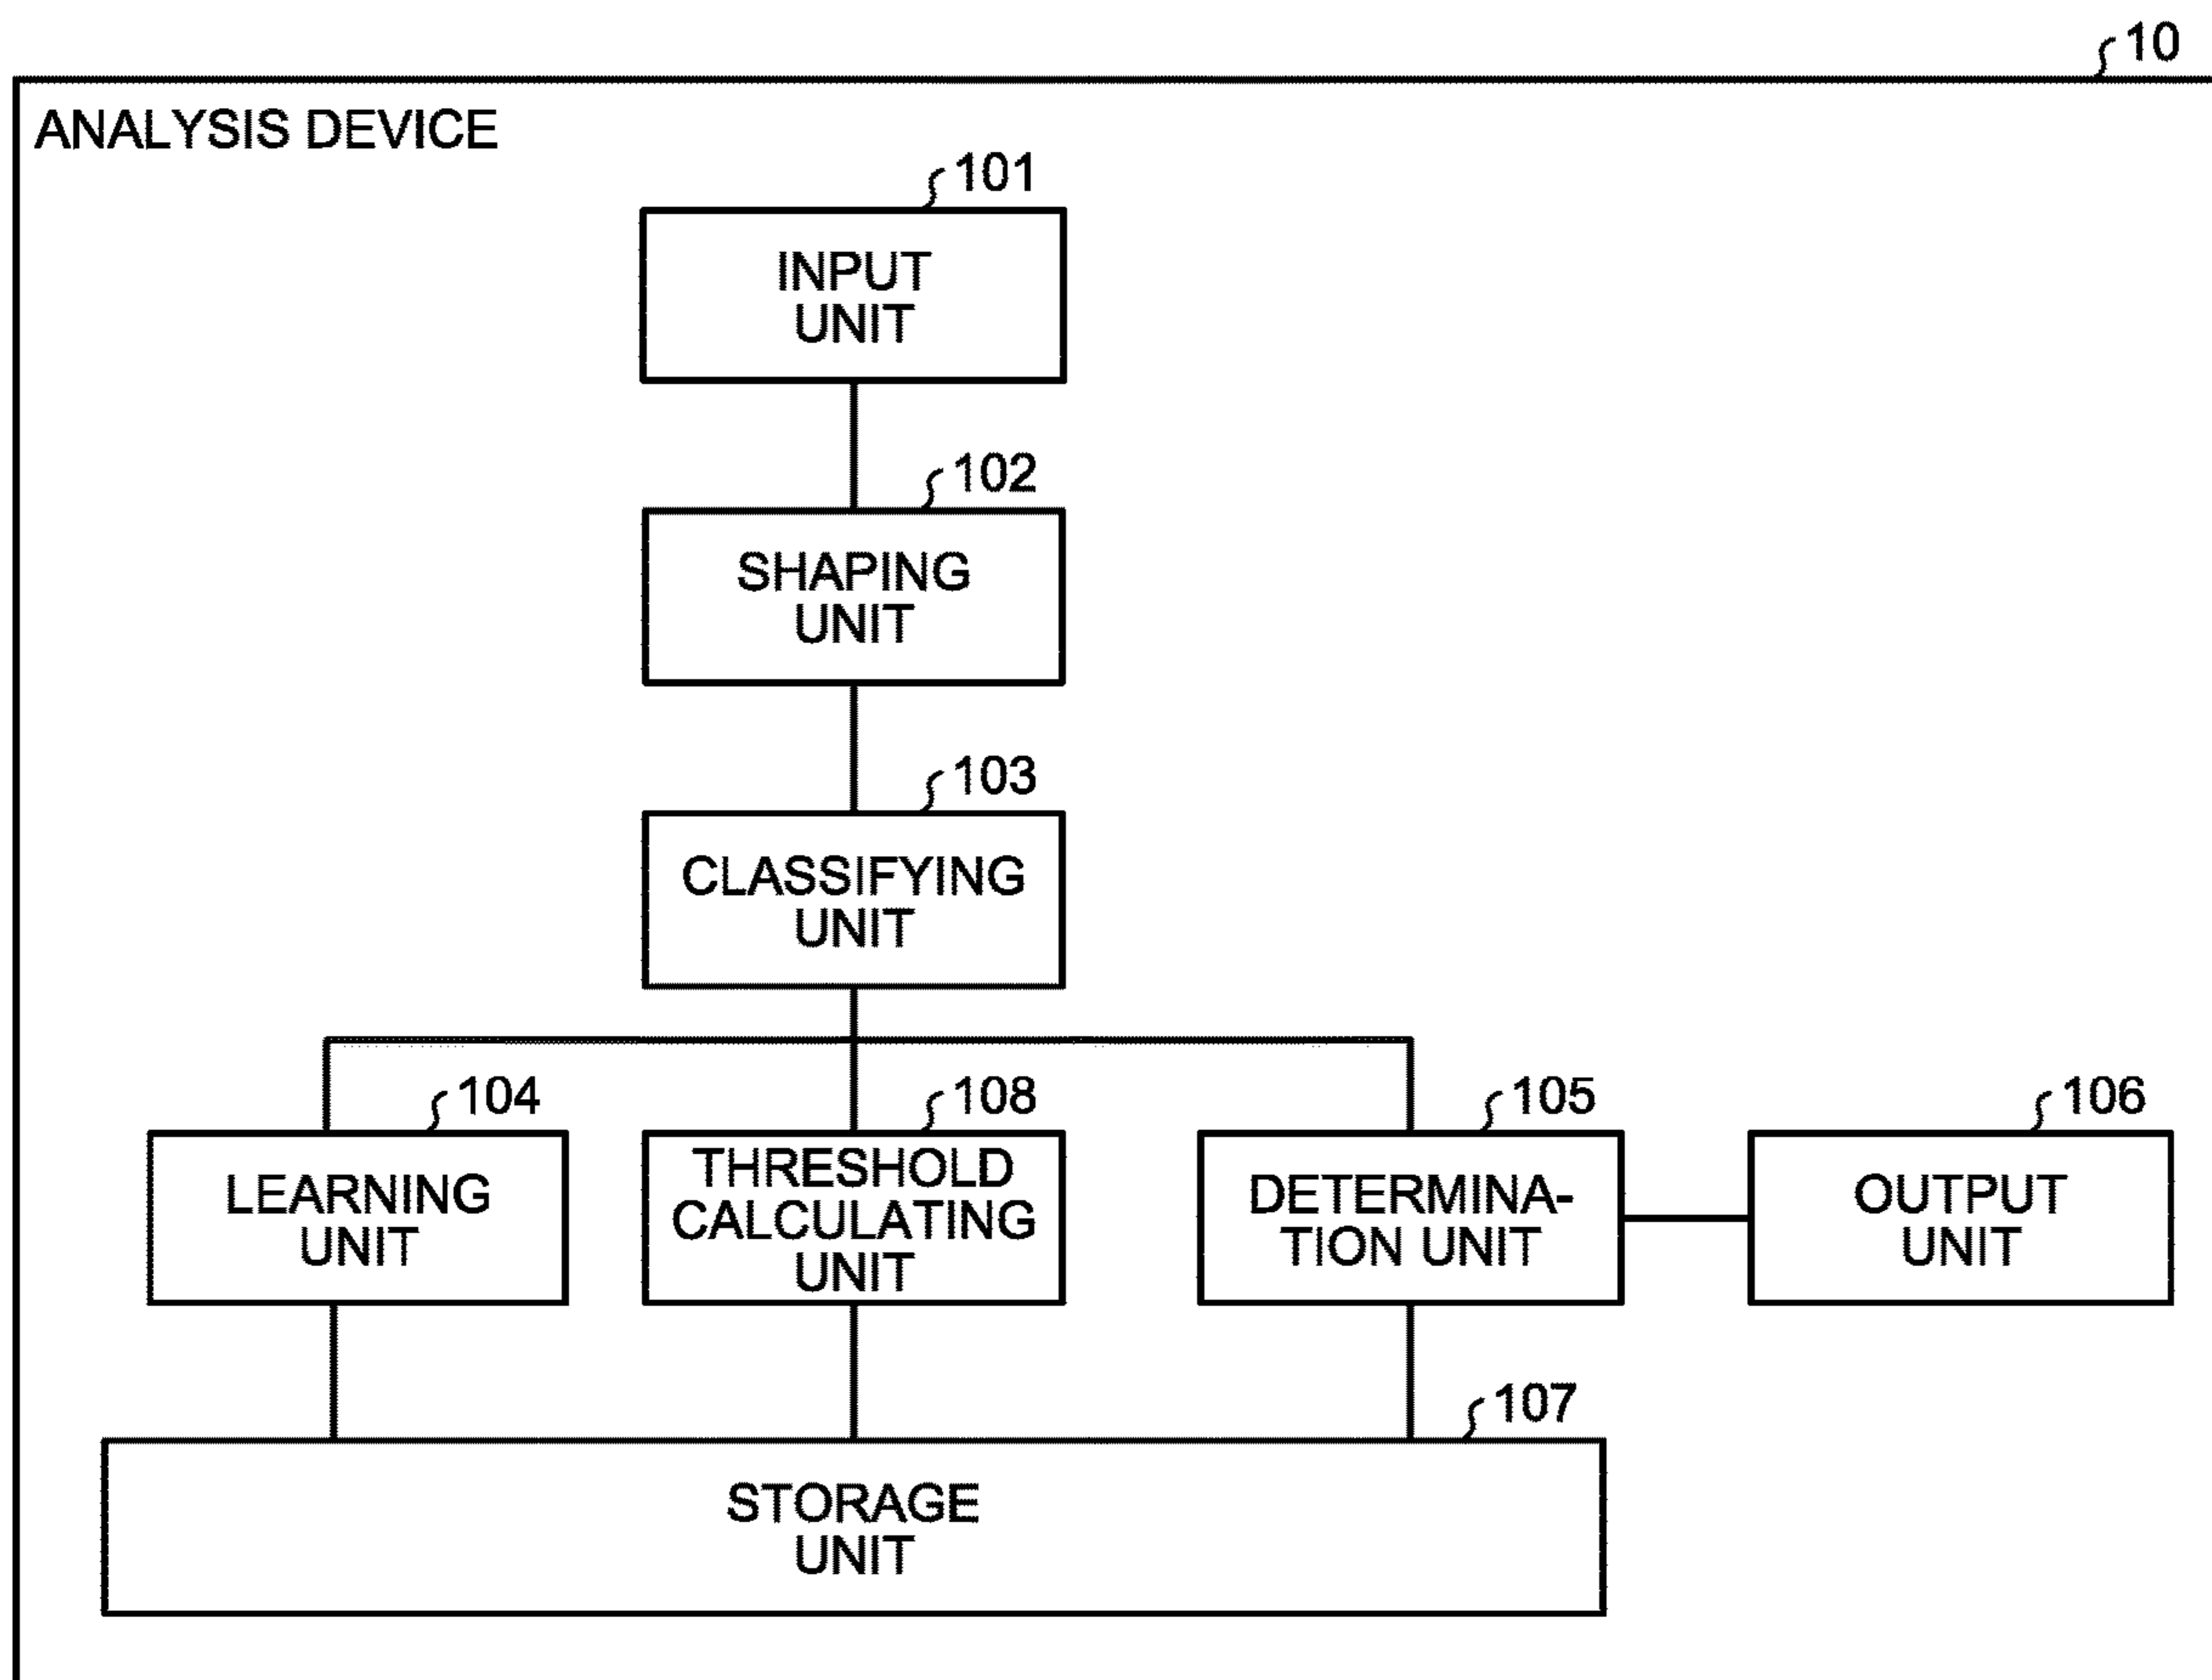 10
ANALYSIS DEVICE
101
INPUT
UNIT
102
SHAPING
UNIT
103
CLASSIFYING
UNIT
104
LEARNING
UNIT
108
THRESHOLD
CALCULATING
UNIT
105
DETERMINA-
TION UNIT
106
OUTPUT
UNIT
107
STORAGE
UNIT